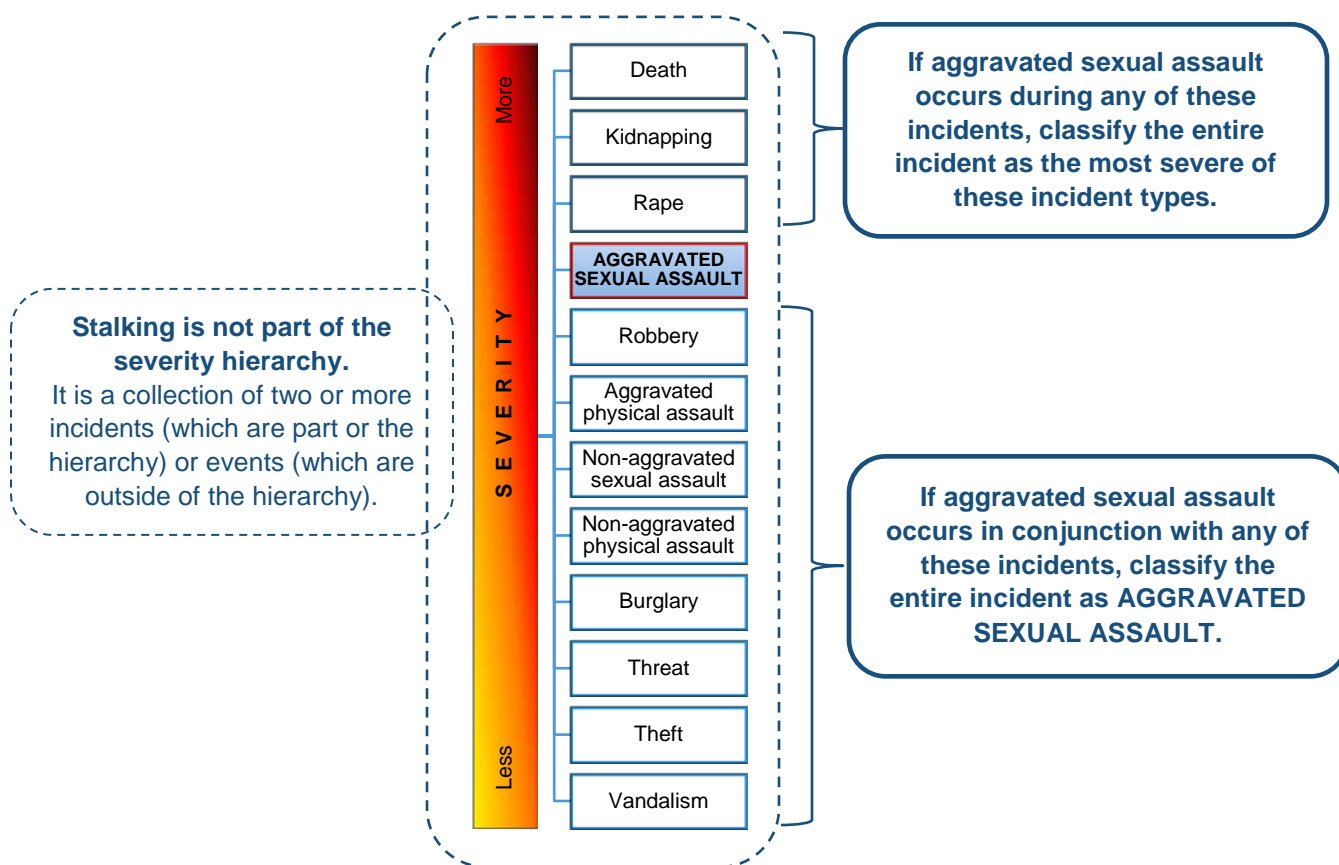 More
SEVERITY
Less
Death
Kidnapping
Rape
AGGRAVATED
SEXUAL ASSAULT
Robbery
Aggravated
physical assault
Non-aggravated
sexual assault
Non-aggravated
physical assault
Burglary
Threat
Theft
Vandalism
If aggravated sexual assault
occurs during any of these
incidents, classify the entire
incident as the most severe of
these incident types.
Stalking is not part of the
severity hierarchy.
It is a collection of two or more
incidents (which are part or the
hierarchy) or events (which are
outside of the hierarchy).
If aggravated sexual assault
occurs in conjunction with any of
these incidents, classify the
entire incident as AGGRAVATED
SEXUAL ASSAULT.